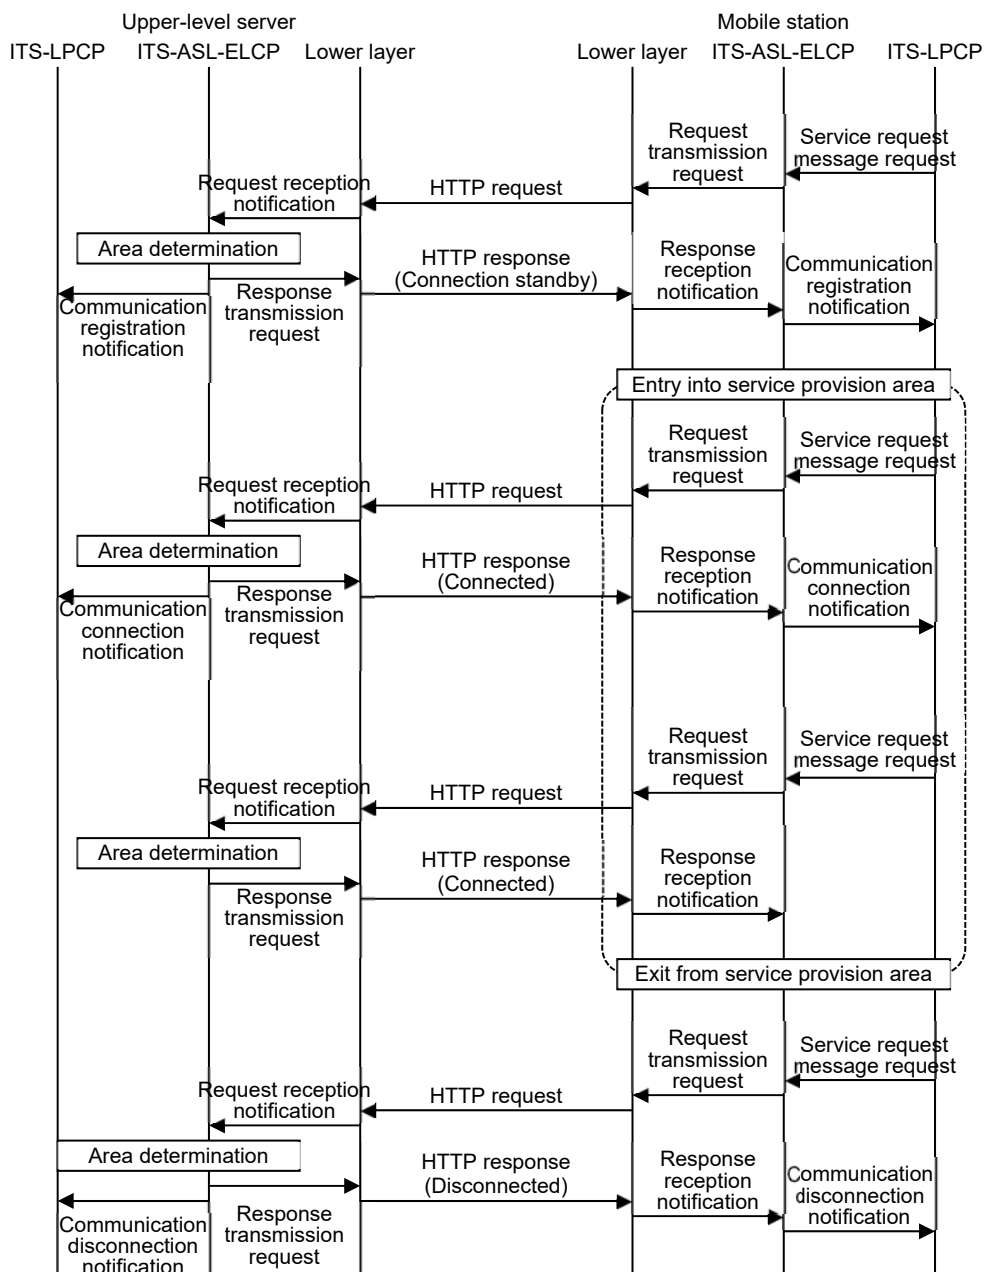 Upper-level server
Mobile station
ITS-LPCP
ITS-ASL-ELCP
Lower layer
Lower layer
ITS-ASL-ELCP
ITS-LPCP
Service request
message request
Request
transmission
request
HTTP request
Request reception
notification
Area determination
Response
transmission
request
Communication
registration
notification
HTTP response
(Connection standby)
Response
reception
notification
Communication
registration
notification
Entry into service provision area
Service request
message request
Request
transmission
request
HTTP request
Request reception
notification
Area determination
Response
transmission
request
Communication
connection
notification
HTTP response
(Connected)
Response
reception
notification
Communication
connection
notification
Service request
message request
Request
transmission
request
HTTP request
Request reception
notification
Area determination
Response
transmission
request
HTTP response
(Connected)
Response
reception
notification
Exit from service provision area
Service request
message request
Request
transmission
request
HTTP request
Request reception
notification
Area determination
Response
transmission
request
Communication
disconnection
notification
HTTP response
(Disconnected)
Response
reception
notification
Communication
disconnection
notification